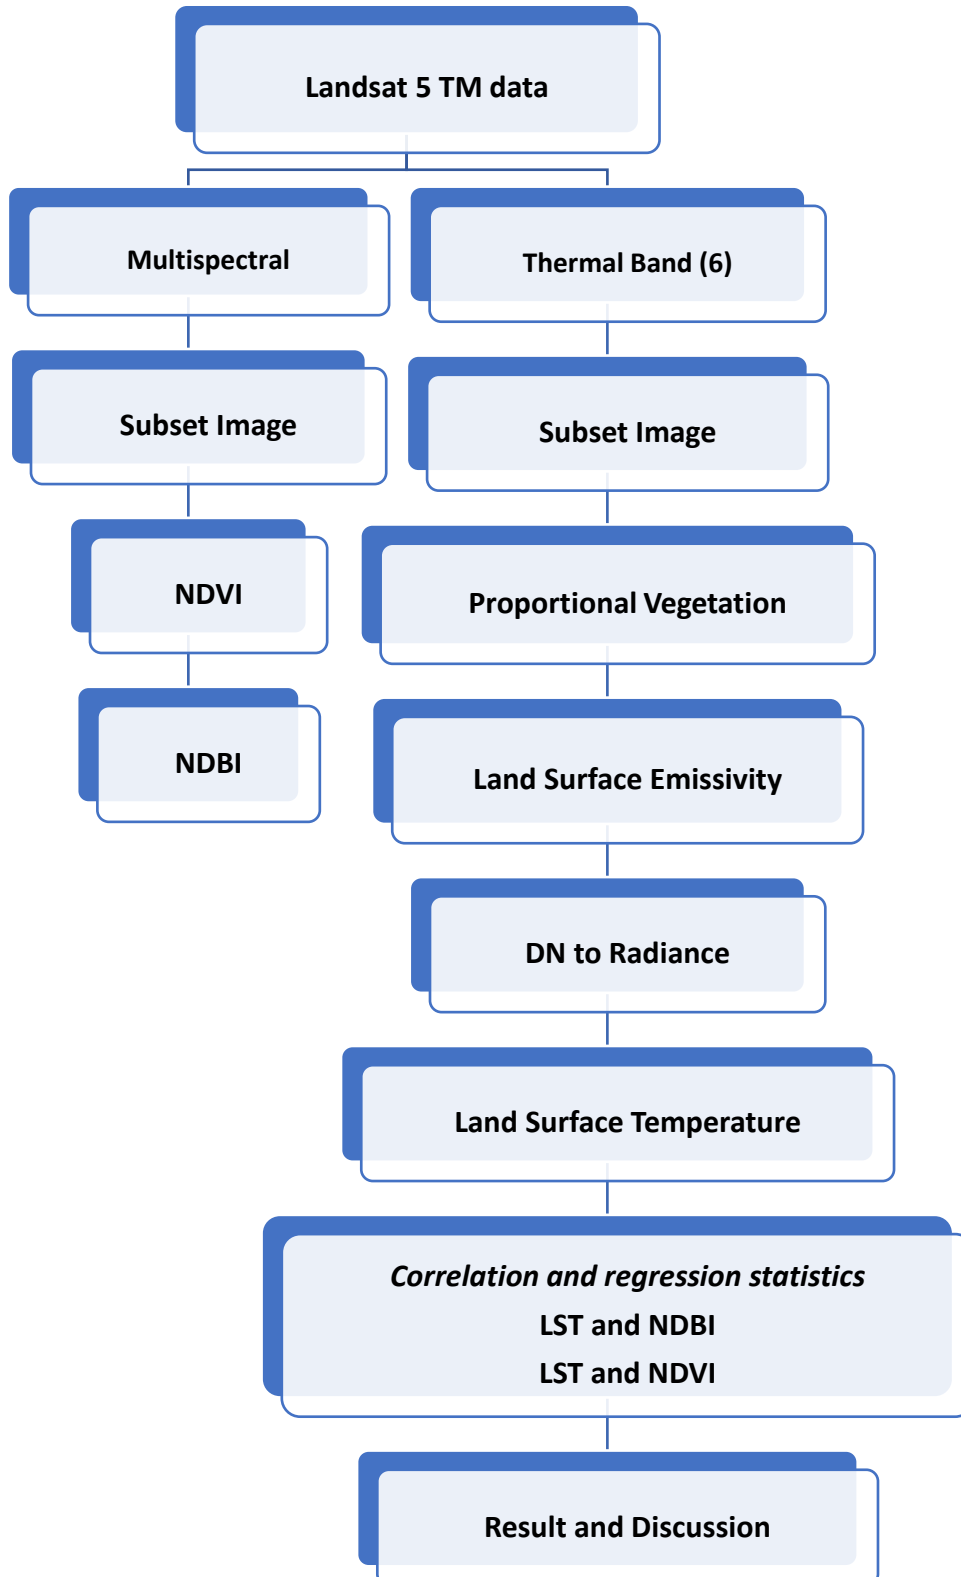 Landsat 5 TM data
Multispectral
Thermal Band (6)
Subset Image
Subset Image
NDVI
Proportional Vegetation
NDBI
Land Surface Emissivity
DN to Radiance
Land Surface Temperature
Correlation and regression statistics
LST and NDBI
LST and NDVI
Result and Discussion